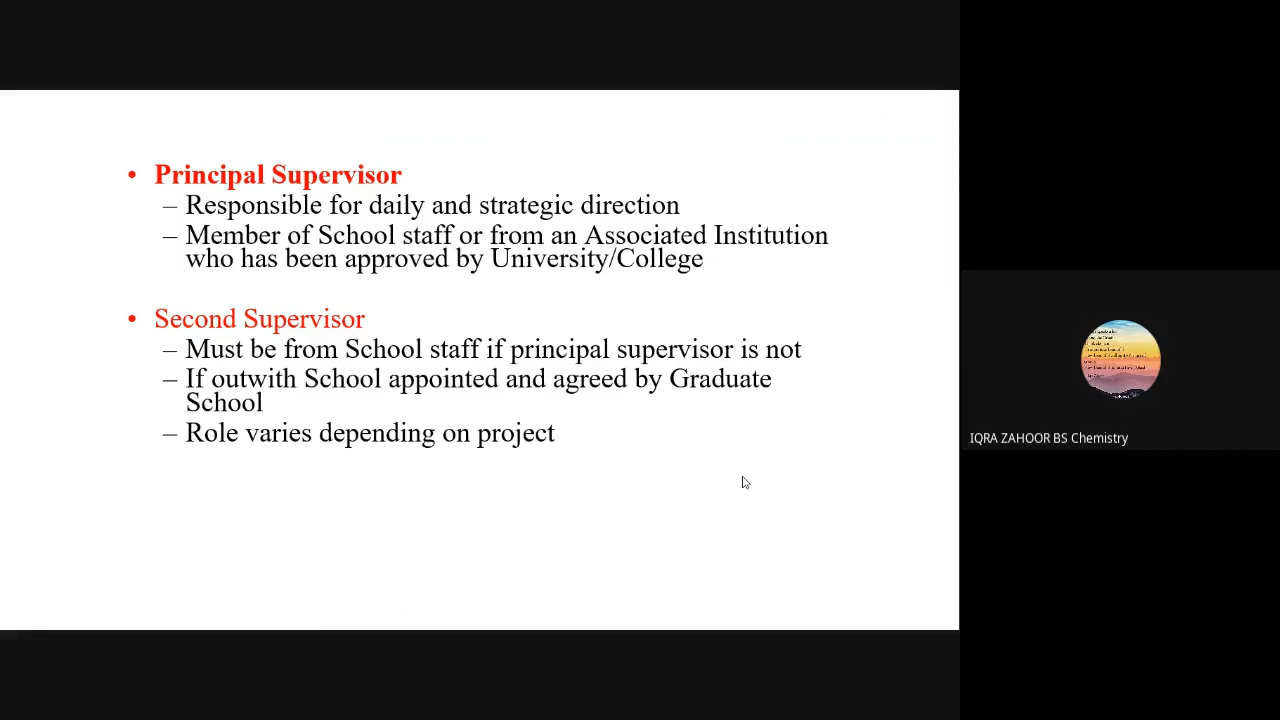 • Principal Supervisor
– Responsible for daily and strategic direction
– Member of School staff or from an Associated Institution
who has been approved by University/College
• Second Supervisor
– Must be from School staff if principal supervisor is not
– If outwith School appointed and agreed by Graduate
School
– Role varies depending on project
IQRA ZAHOOR BS Chemistry